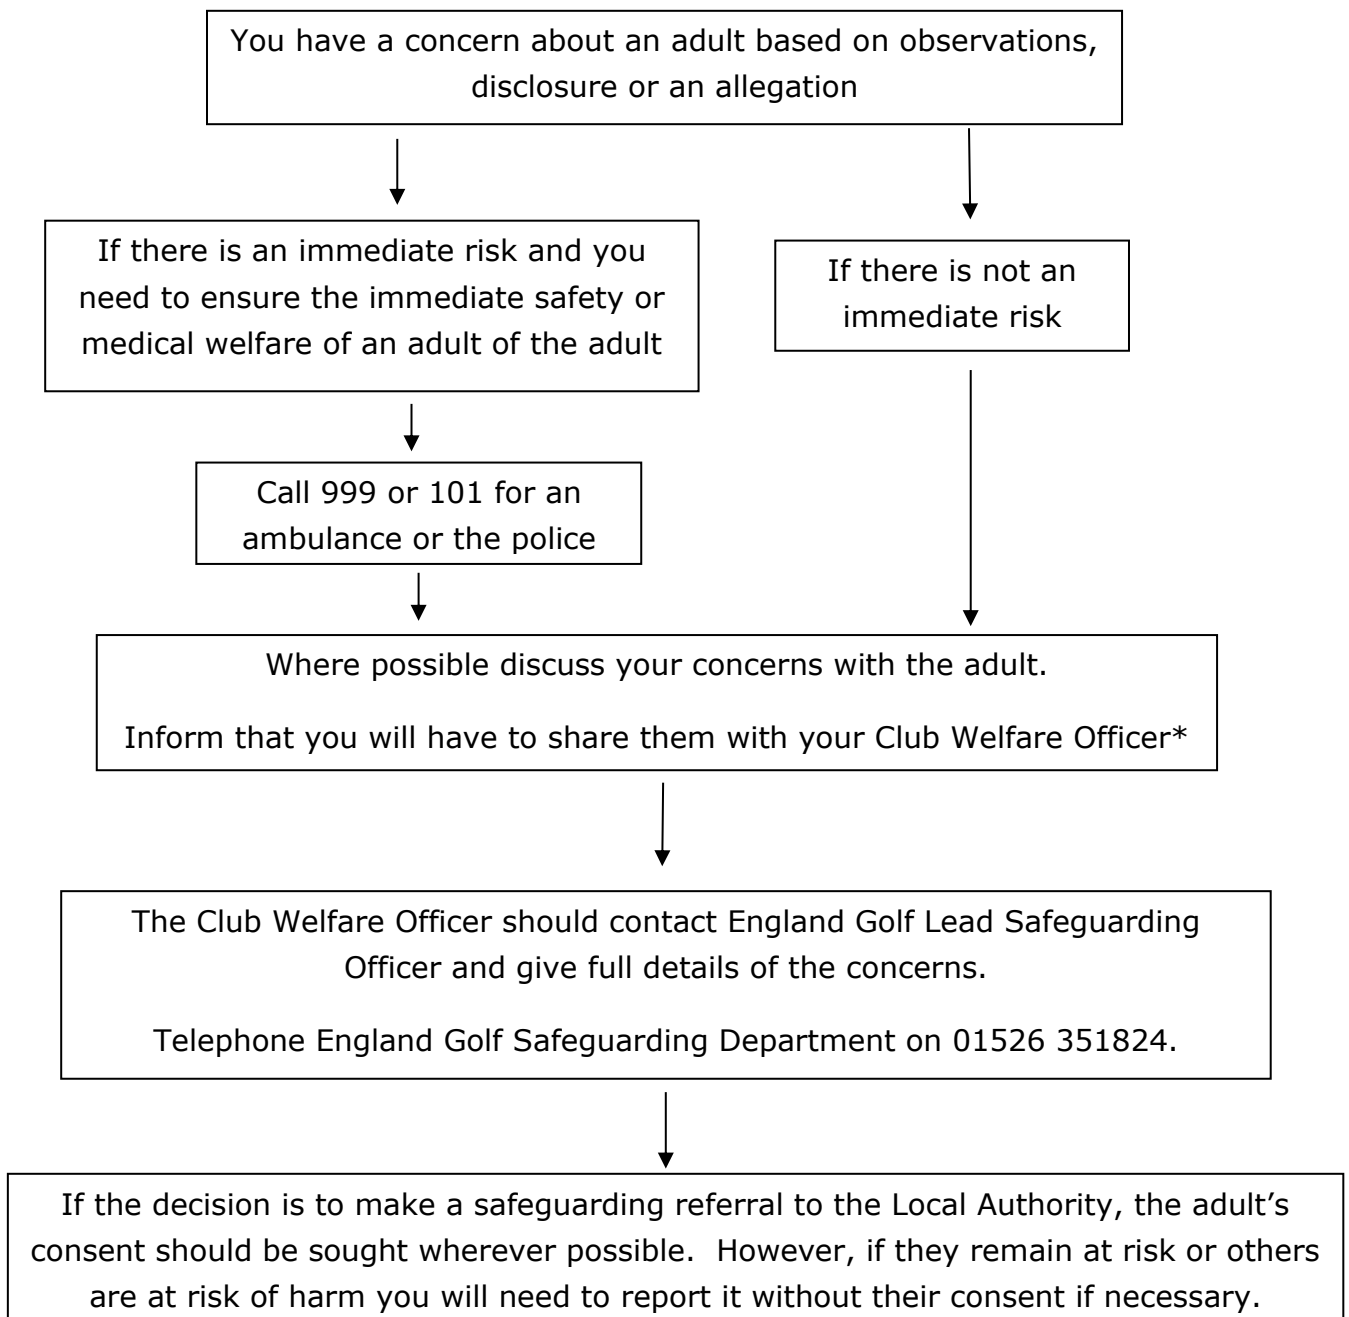 You have a concern about an adult based on observations,
disclosure or an allegation
If there is an immediate risk and you
need to ensure the immediate safety or
medical welfare of an adult of the adult
If there is not an
immediate risk
Call 999 or 101 for an
ambulance or the police
Where possible discuss your concerns with the adult.
Inform that you will have to share them with your Club Welfare Officer*
The Club Welfare Officer should contact England Golf Lead Safeguarding
Officer and give full details of the concerns.
Telephone England Golf Safeguarding Department on 01526 351824.
If the decision is to make a safeguarding referral to the Local Authority, the adult’s
consent should be sought wherever possible.  However, if they remain at risk or others
are at risk of harm you will need to report it without their consent if necessary.